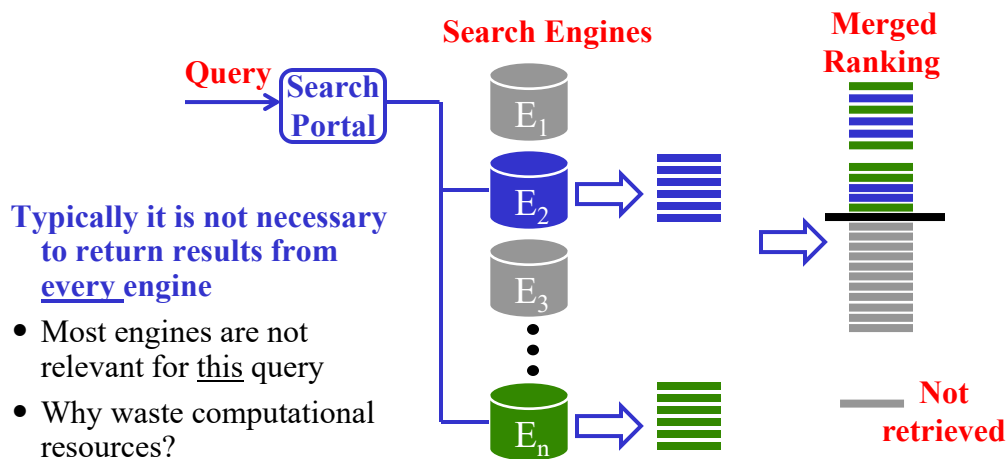 Search Engines
Merged
Ranking
Query
Search
Portal
E1
E2
E3
En
Typically it is not necessary
to return results from
every engine
• Most engines are not
relevant for this query
• Why waste computational
resources?
Not
retrieved